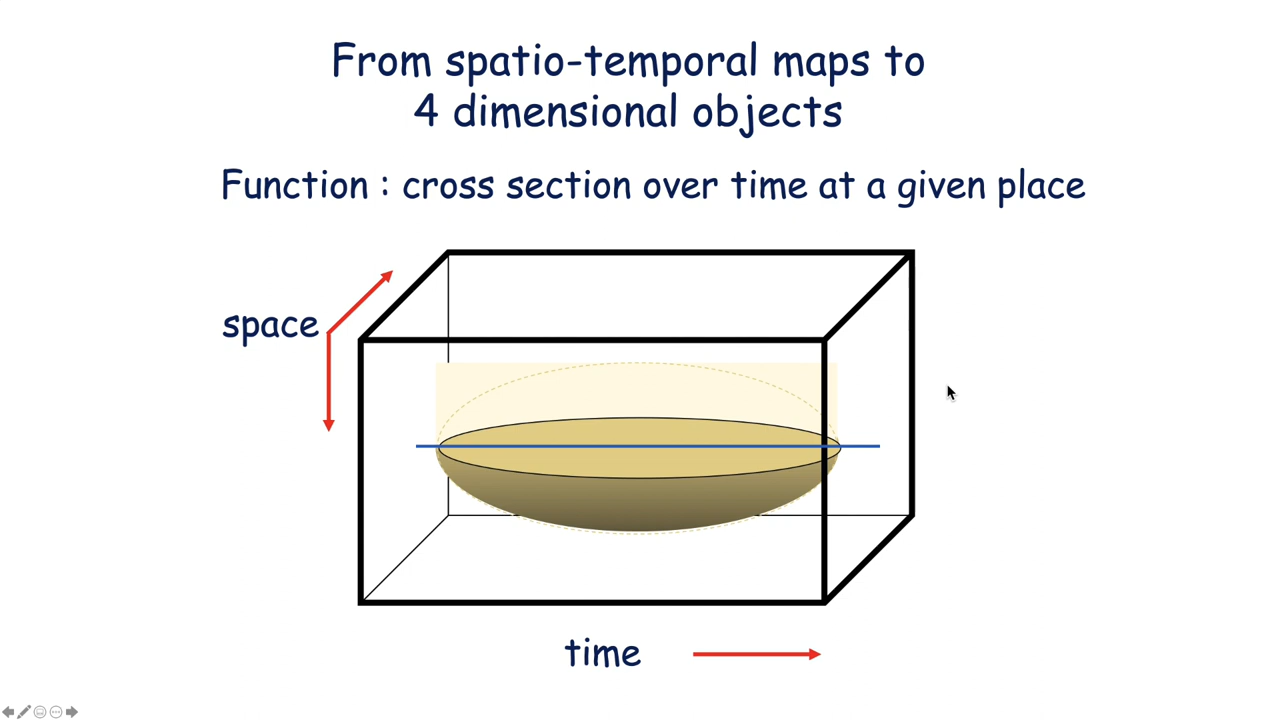 From spatio-temporal maps to
4 dimensional objects
Function : cross section over time at a given place
space
time